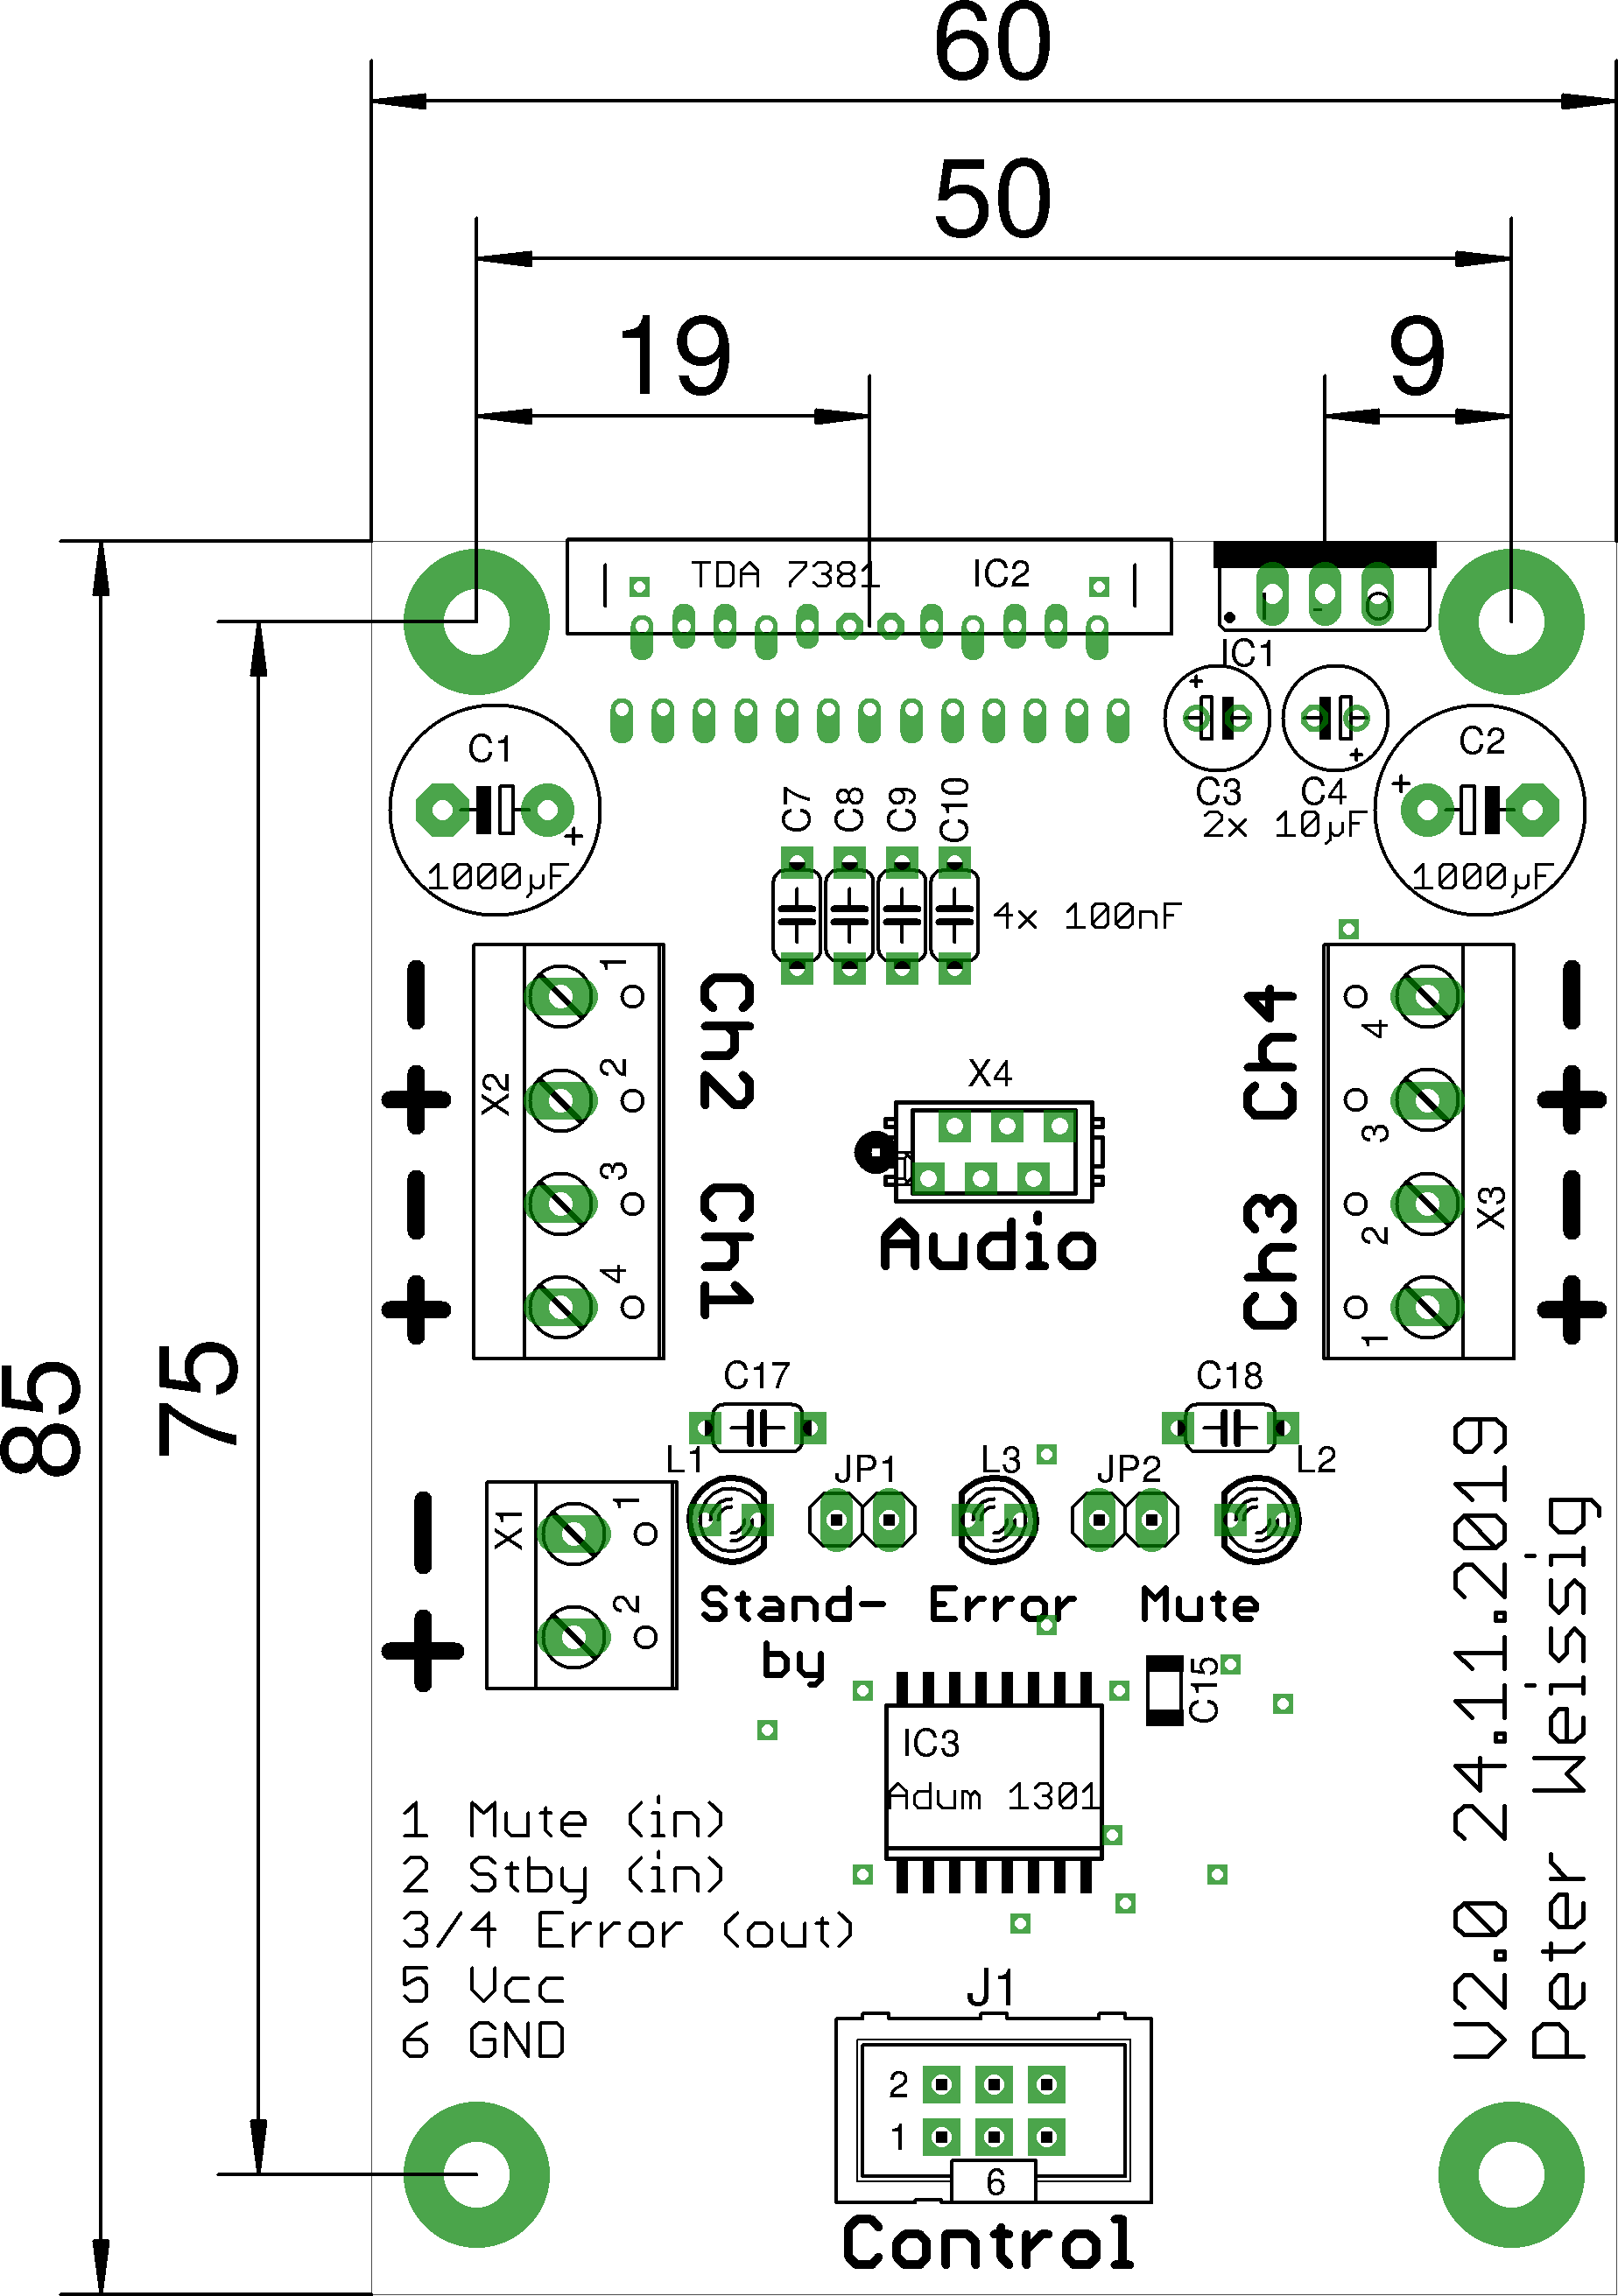 60
50
19
9
85
75
TDA 7381
IC2
I
-
O
IC1
C1
+
1000µF
C7
C8
C9
C10
4x 100nF
+
+
C3
C4
2x 10µF
C2
+
1000µF
-
+
-
+
X2
1
2
3
4
Ch2
Ch1
X4
Audio
Ch4
Ch3
4
3
2
1
X3
-
+
-
+
C17
C18
L1
JP1
L3
JP2
L2
-
+
X1
1
2
Stand-
by
Error
Mute
C15
IC3
Adum 1301
1 Mute (in)
2 Stby (in)
3/4 Error (out)
5 Vcc
6 GND
J1
2
1
6
Control
V2.0 24.11.2019
Peter Weissig